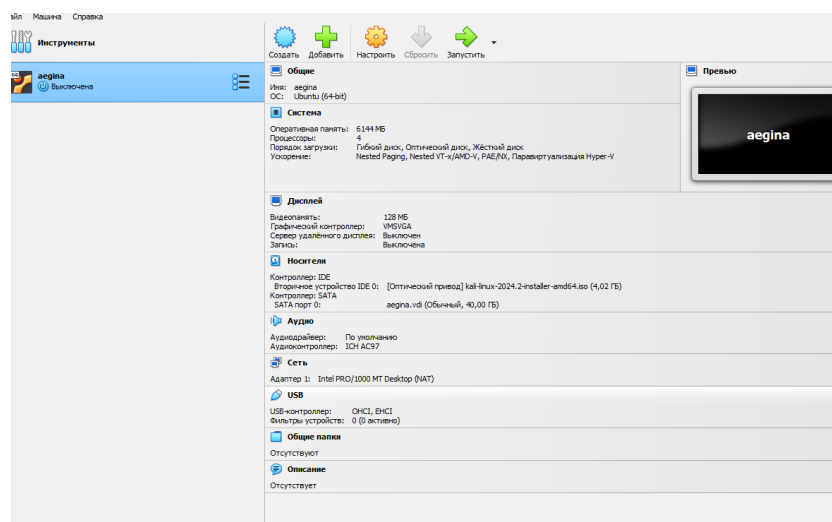 айл Машина Справка
Инструменты
Создать Добавить Настроить Сбросить Запустить
aegina
Выключена
Общие
Имя: aegina
ОС: Ubuntu (64-bit)
Превью
aegina
Система
Оперативная память: 6144 МБ
Процессоры: 4
Порядок загрузки: Гибкий диск, Оптический диск, Жёсткий диск
Ускорение: Nested Paging, Nested VT-x/AMD-V, PAE/NX, Паравиртуализация Hyper-V
Дисплей
Видеопамять: 128 МБ
Графический контроллер: VMSVGA
Сервер удалённого дисплея: Выключен
Запись: Выключена
Носители
Контроллер: IDE
Вторичное устройство IDE 0: [Оптический привод] kali-linux-2024.2-installer-amd64.iso (4,02 ГБ)
Контроллер: SATA
SATA порт 0: aegina.vdi (Обычный, 40,00 ГБ)
Аудио
Аудиодрайвер: По умолчанию
Аудиоконтроллер: ICH AC97
Сеть
Адаптер 1: Intel PRO/1000 MT Desktop (NAT)
USB
USB-контроллер: OHCI, EHCI
Фильтры устройств: 0 (0 активно)
Общие папки
Отсутствуют
Описание
Отсутствует